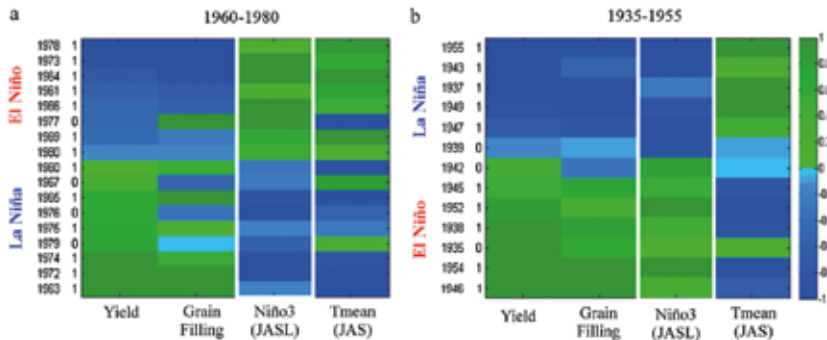 a
1960-1980
El Niño
La Niña
1978 1
1973 1
1964 1
1961 1
1966 1
1977 0
1969 1
1980 1
1960 1
1967 0
1965 1
1976 0
1975 1
1979 0
1974 1
1972 1
1963 1
Yield
Grain
Filling
Niño3
(JASL)
Tmean
(JAS)
b
1935-1955
La Niña
El Niño
1955 1
1943 1
1937 1
1949 1
1947 1
1939 0
1942 0
1945 1
1952 1
1938 1
1935 0
1954 1
1946 1
Yield
Grain
Filling
Niño3
(JASL)
Tmean
(JAS)
1
0
-1